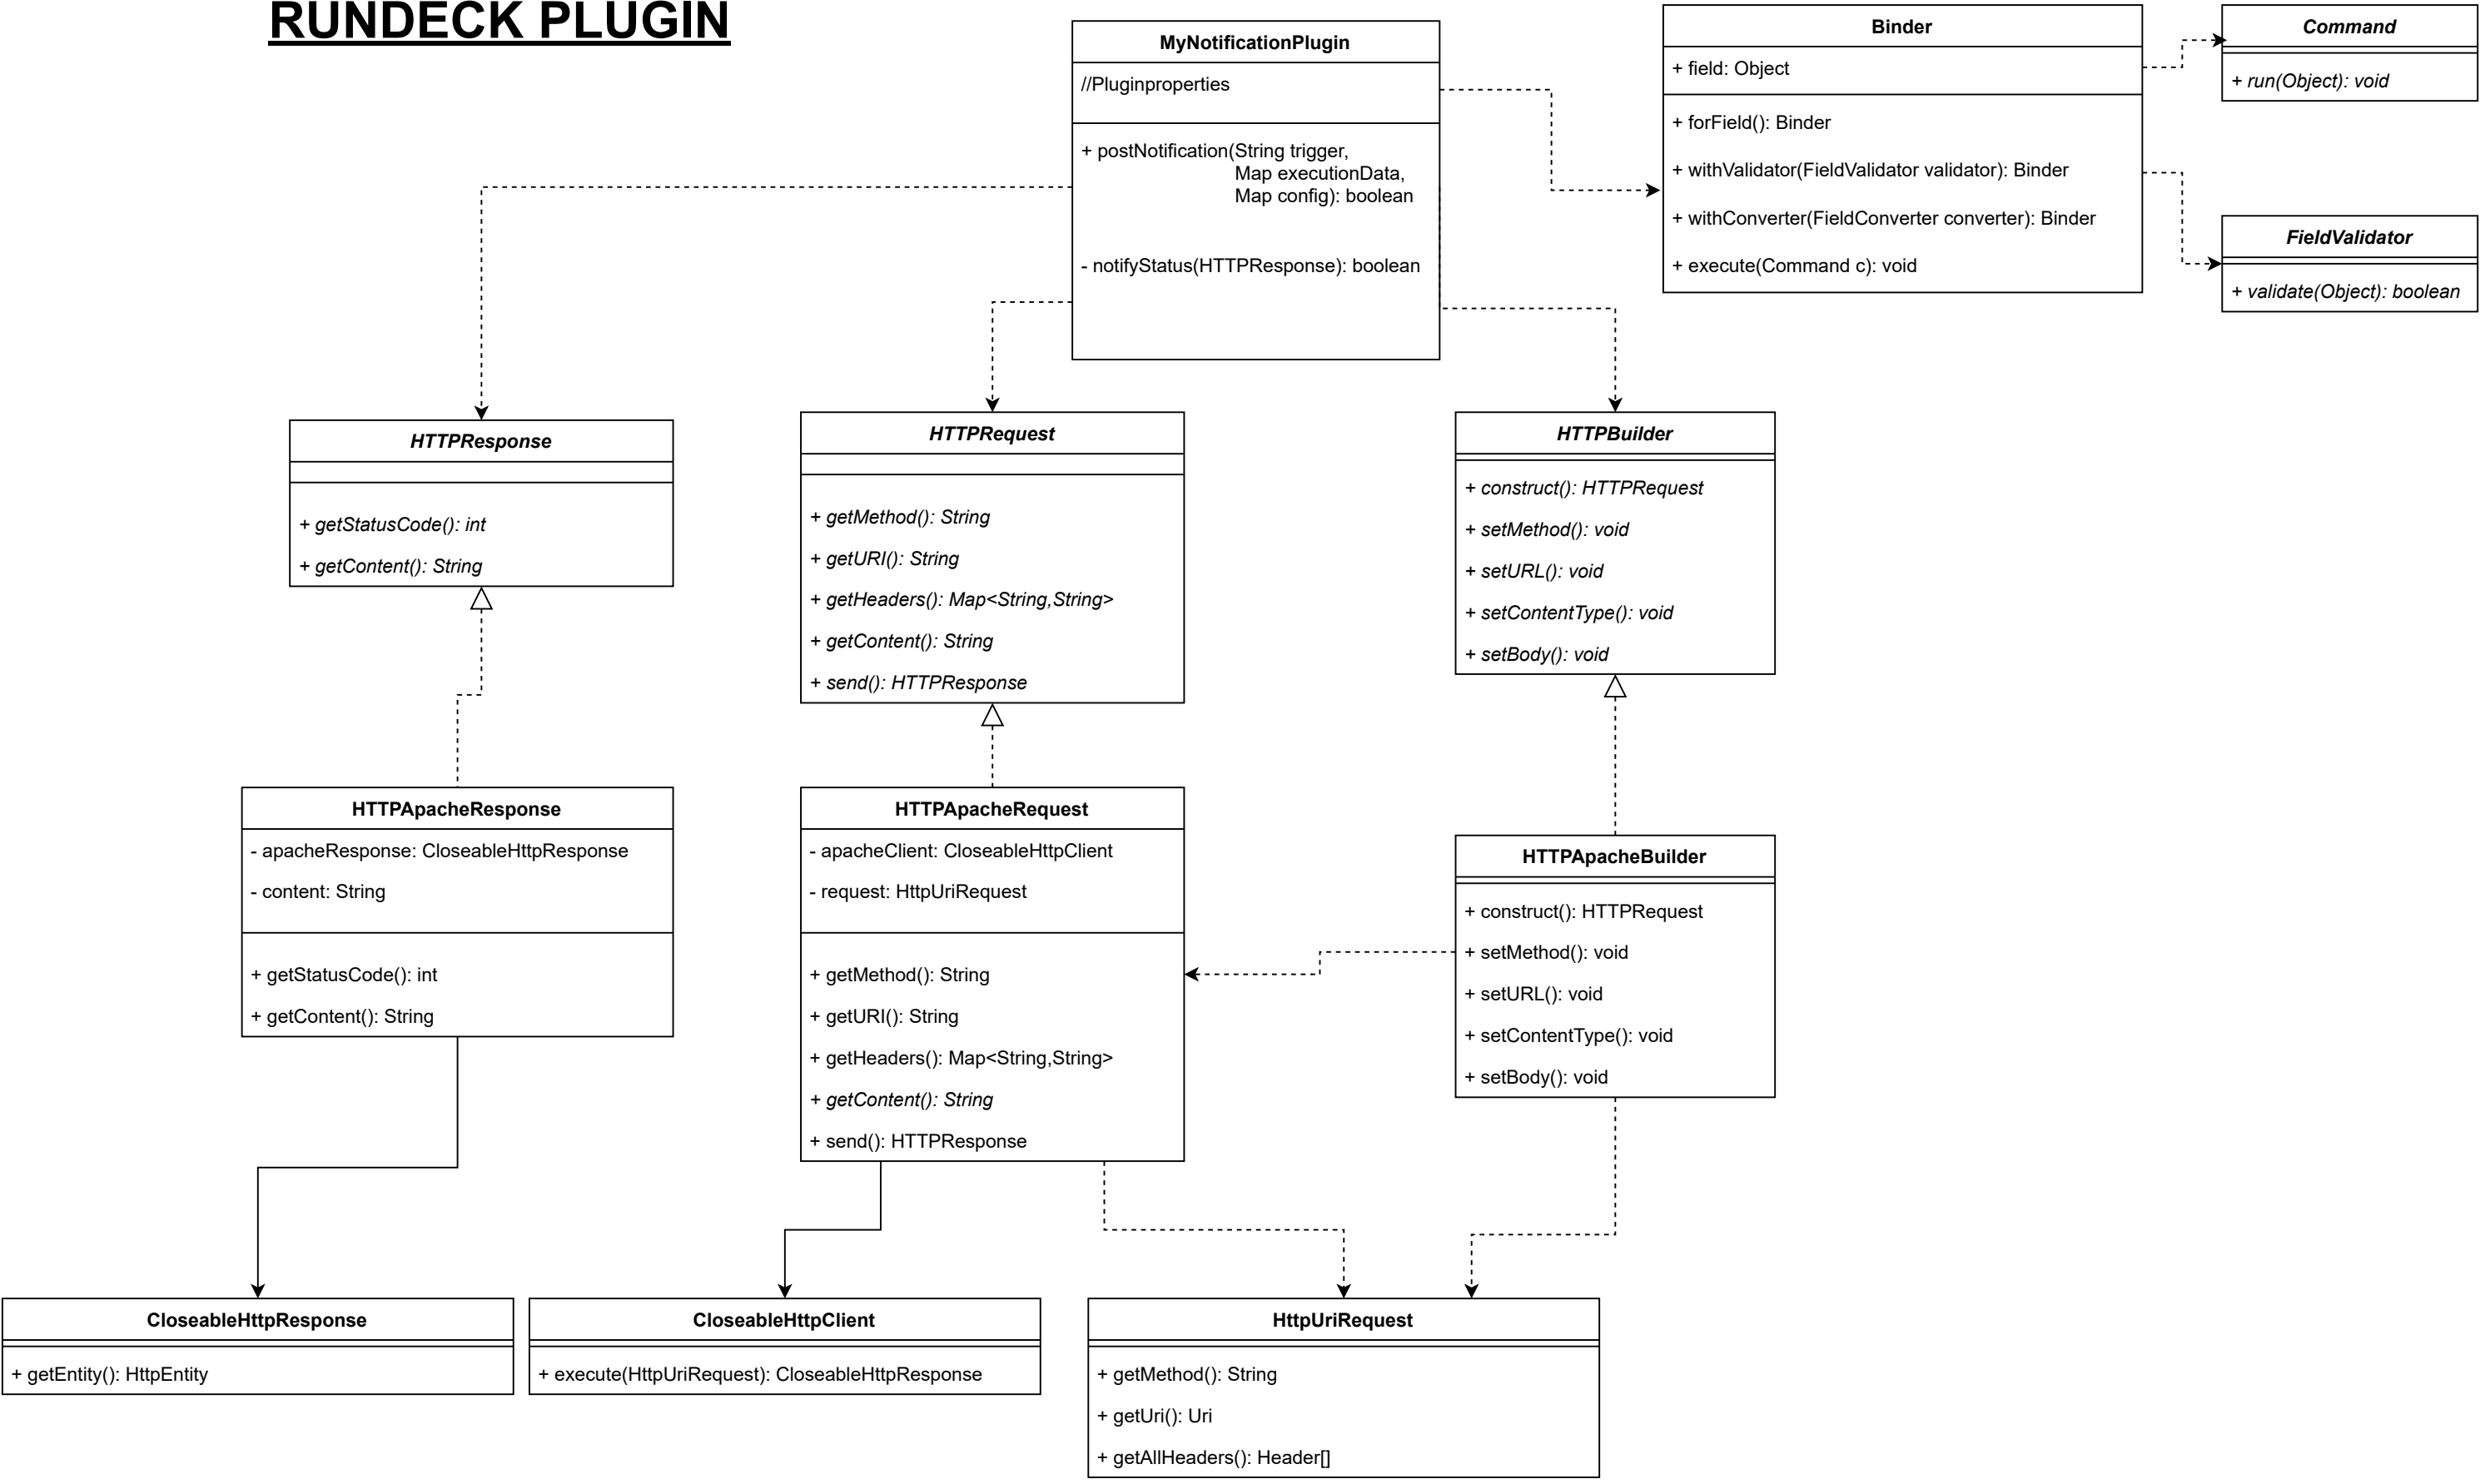 RUNDECK PLUGIN
MyNotificationPlugin
//Pluginproperties
+ postNotification(String trigger,
Map executionData,
Map config): boolean
- notifyStatus(HTTPResponse): boolean
Binder
+ field: Object
+ forField(): Binder
+ withValidator(FieldValidator validator): Binder
+ withConverter(FieldConverter converter): Binder
+ execute(Command c): void
Command
+ run(Object): void
FieldValidator
+ validate(Object): boolean
HTTPResponse
+ getStatusCode(): int
+ getContent(): String
HTTPRequest
+ getMethod(): String
+ getURI(): String
+ getHeaders(): Map<String,String>
+ getContent(): String
+ send(): HTTPResponse
HTTPBuilder
+ construct(): HTTPRequest
+ setMethod(): void
+ setURL(): void
+ setContentType(): void
+ setBody(): void
HTTPApacheResponse
- apacheResponse: CloseableHttpResponse
- content: String
+ getStatusCode(): int
+ getContent(): String
HTTPApacheRequest
- apacheClient: CloseableHttpClient
- request: HttpUriRequest
+ getMethod(): String
+ getURI(): String
+ getHeaders(): Map<String,String>
+ getContent(): String
+ send(): HTTPResponse
HTTPApacheBuilder
+ construct(): HTTPRequest
+ setMethod(): void
+ setURL(): void
+ setContentType(): void
+ setBody(): void
CloseableHttpResponse
+ getEntity(): HttpEntity
CloseableHttpClient
+ execute(HttpUriRequest): CloseableHttpResponse
HttpUriRequest
+ getMethod(): String
+ getUri(): Uri
+ getAllHeaders(): Header[]